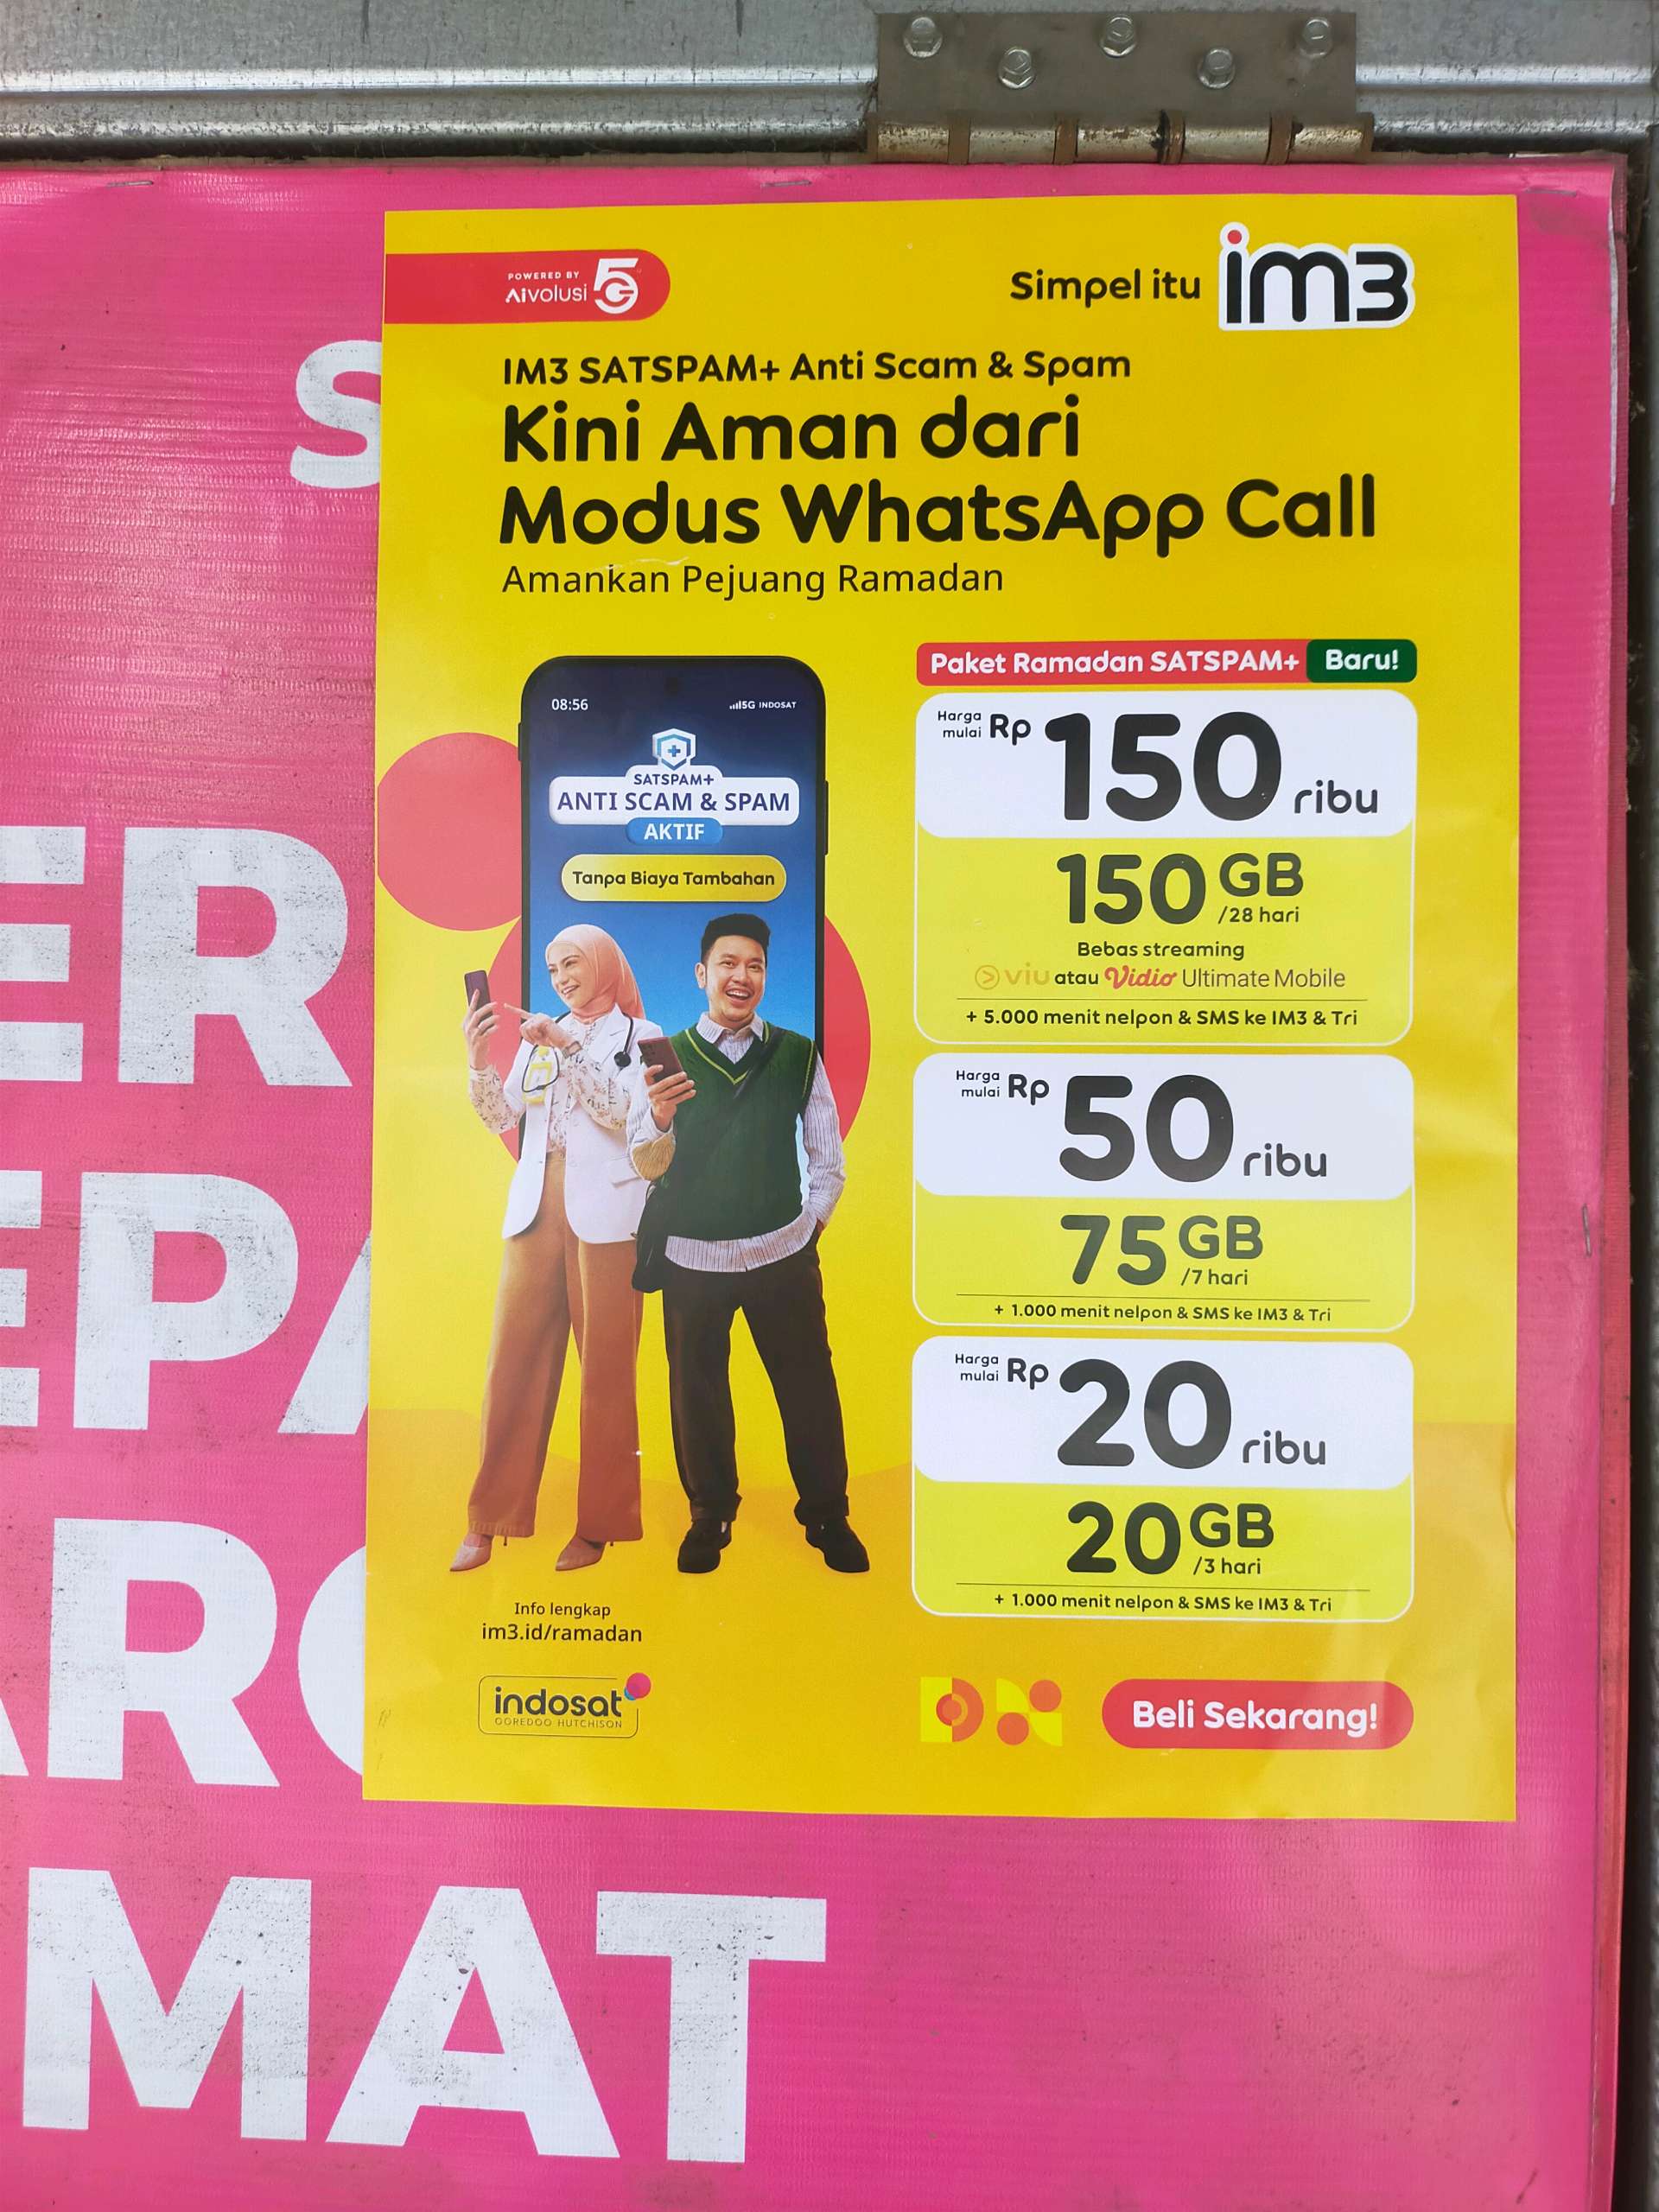 POWERED BY
AIvolusi 5G
Simpel itu im3
IM3 SATSPAM+ Anti Scam & Spam
Kini Aman dari
Modus WhatsApp Call
Amankan Pejuang Ramadan
08:56
5G INDOSAT
SATSPAM+
ANTI SCAM & SPAM
AKTIF
Tanpa Biaya Tambahan
Paket Ramadan SATSPAM+ Baru!
Harga mulai Rp 150 ribu
150 GB /28 hari
Bebas streaming
viu atau Vidio Ultimate Mobile
+ 5.000 menit nelpon & SMS ke IM3 & Tri
Harga mulai Rp 50 ribu
75 GB /7 hari
+ 1.000 menit nelpon & SMS ke IM3 & Tri
Harga mulai Rp 20 ribu
20 GB /3 hari
+ 1.000 menit nelpon & SMS ke IM3 & Tri
Info lengkap
im3.id/ramadan
indosat
OOREDOO HUTCHISON
Beli Sekarang!
S
ER
EPA
ARO
MAT